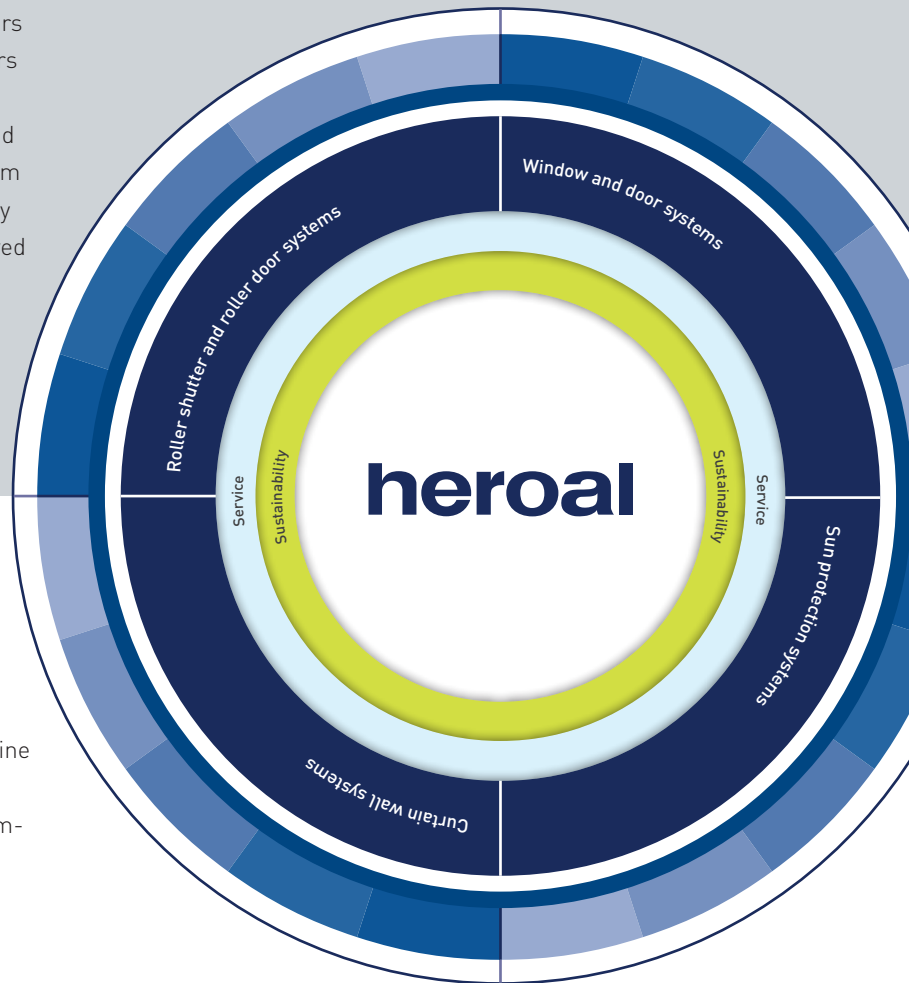 Window and door systems
Roller shutter and roller door systems
Sun protection systems
Curtain wall systems
Service
Sustainability
heroal
Sustainability
Service